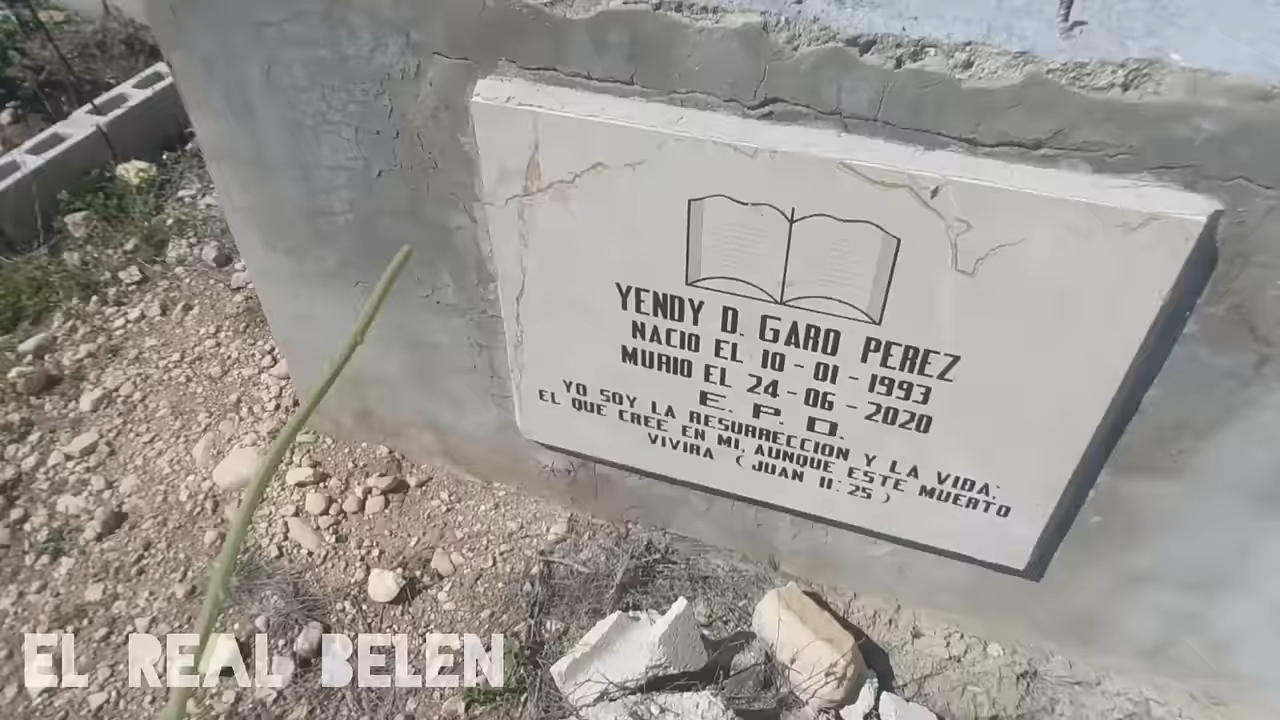 YENDY D. GARO PEREZ
NACIO EL 10-01-1993
MURIO EL 24-06-2020
E. P. D.
YO SOY LA RESURRECCION Y LA VIDA;
EL QUE CREE EN MI, AUNQUE ESTE MUERTO
VIVIRA (JUAN 11:25)
EL REAL BELEN